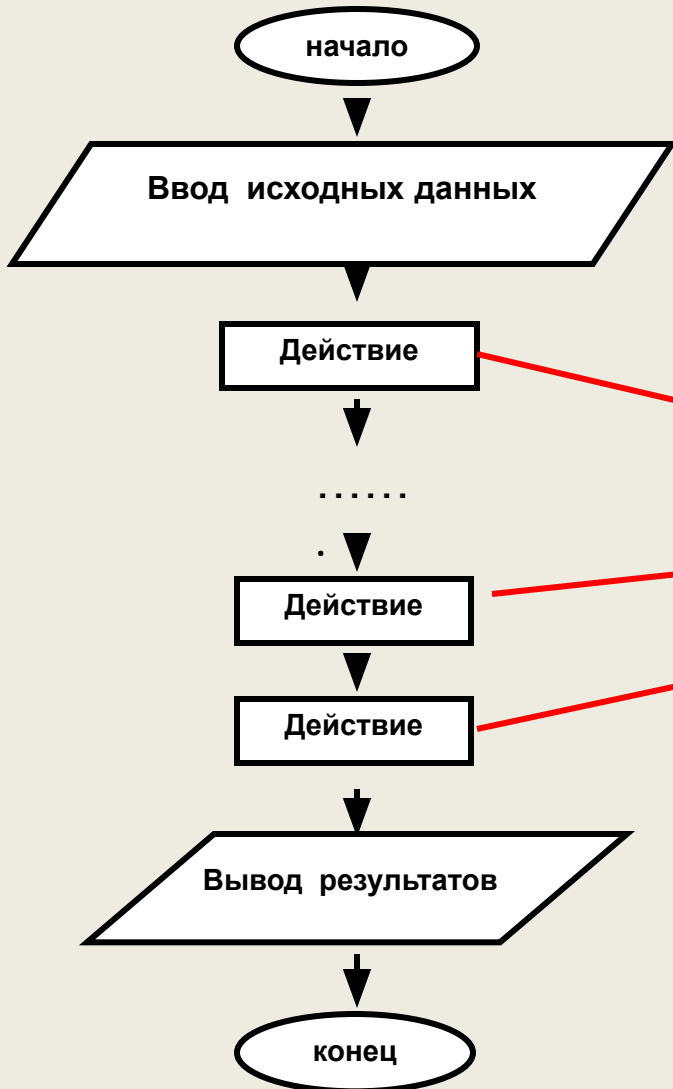 начало
Ввод исходных данных
Действие
......
.
Действие
Действие
Вывод результатов
конец